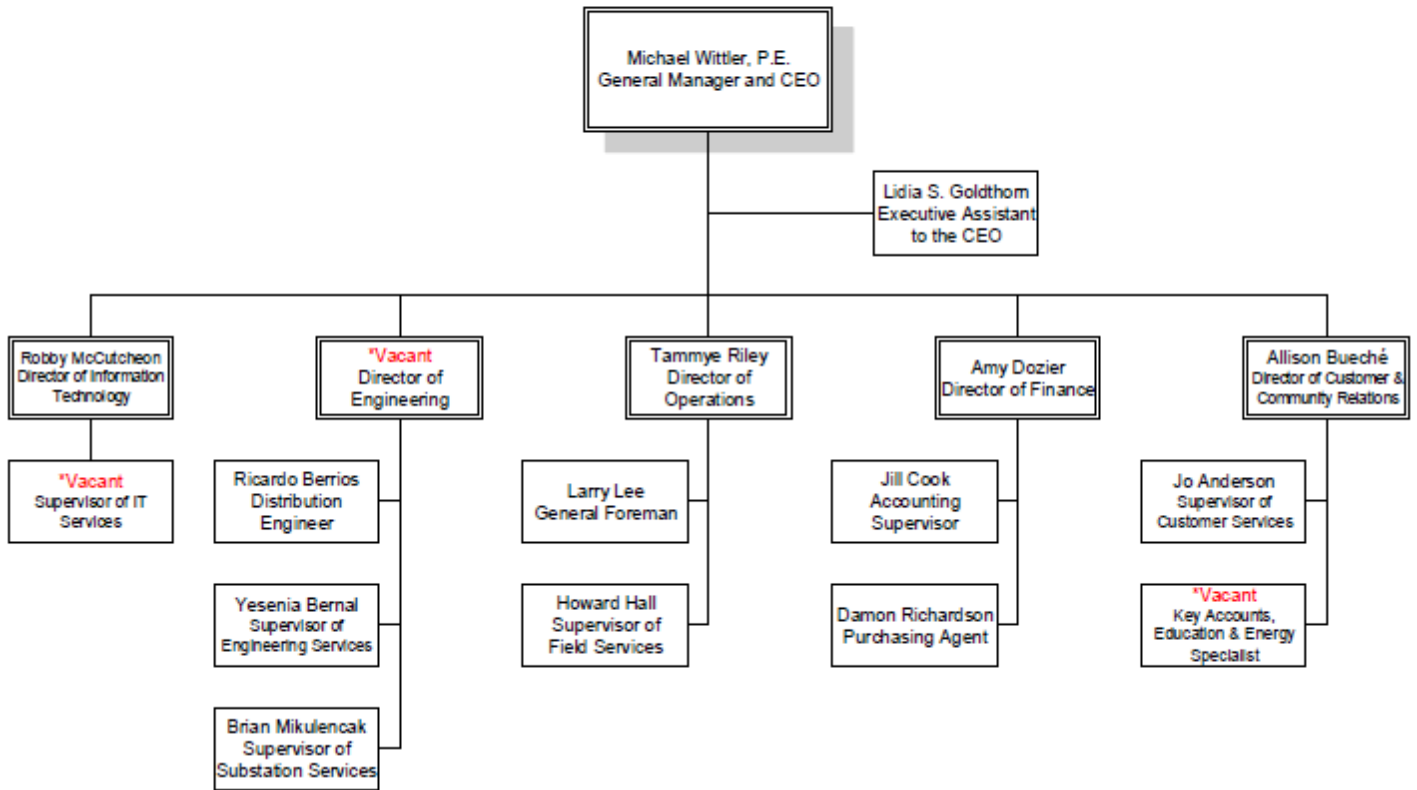 Michael Wittler, P.E.
General Manager and CEO
Lidia S. Goldthorn
Executive Assistant
to the CEO
Robby McCutcheon
Director of Information
Technology
*Vacant
Director of
Engineering
Tammye Riley
Director of
Operations
Amy Dozier
Director of Finance
Allison Bueché
Director of Customer &
Community Relations
*Vacant
Supervisor of IT
Services
Ricardo Berrios
Distribution
Engineer
Larry Lee
General Foreman
Jill Cook
Accounting
Supervisor
Jo Anderson
Supervisor of
Customer Services
Yesenia Bernal
Supervisor of
Engineering Services
Howard Hall
Supervisor of
Field Services
Damon Richardson
Purchasing Agent
*Vacant
Key Accounts,
Education & Energy
Specialist
Brian Mikulencak
Supervisor of
Substation Services